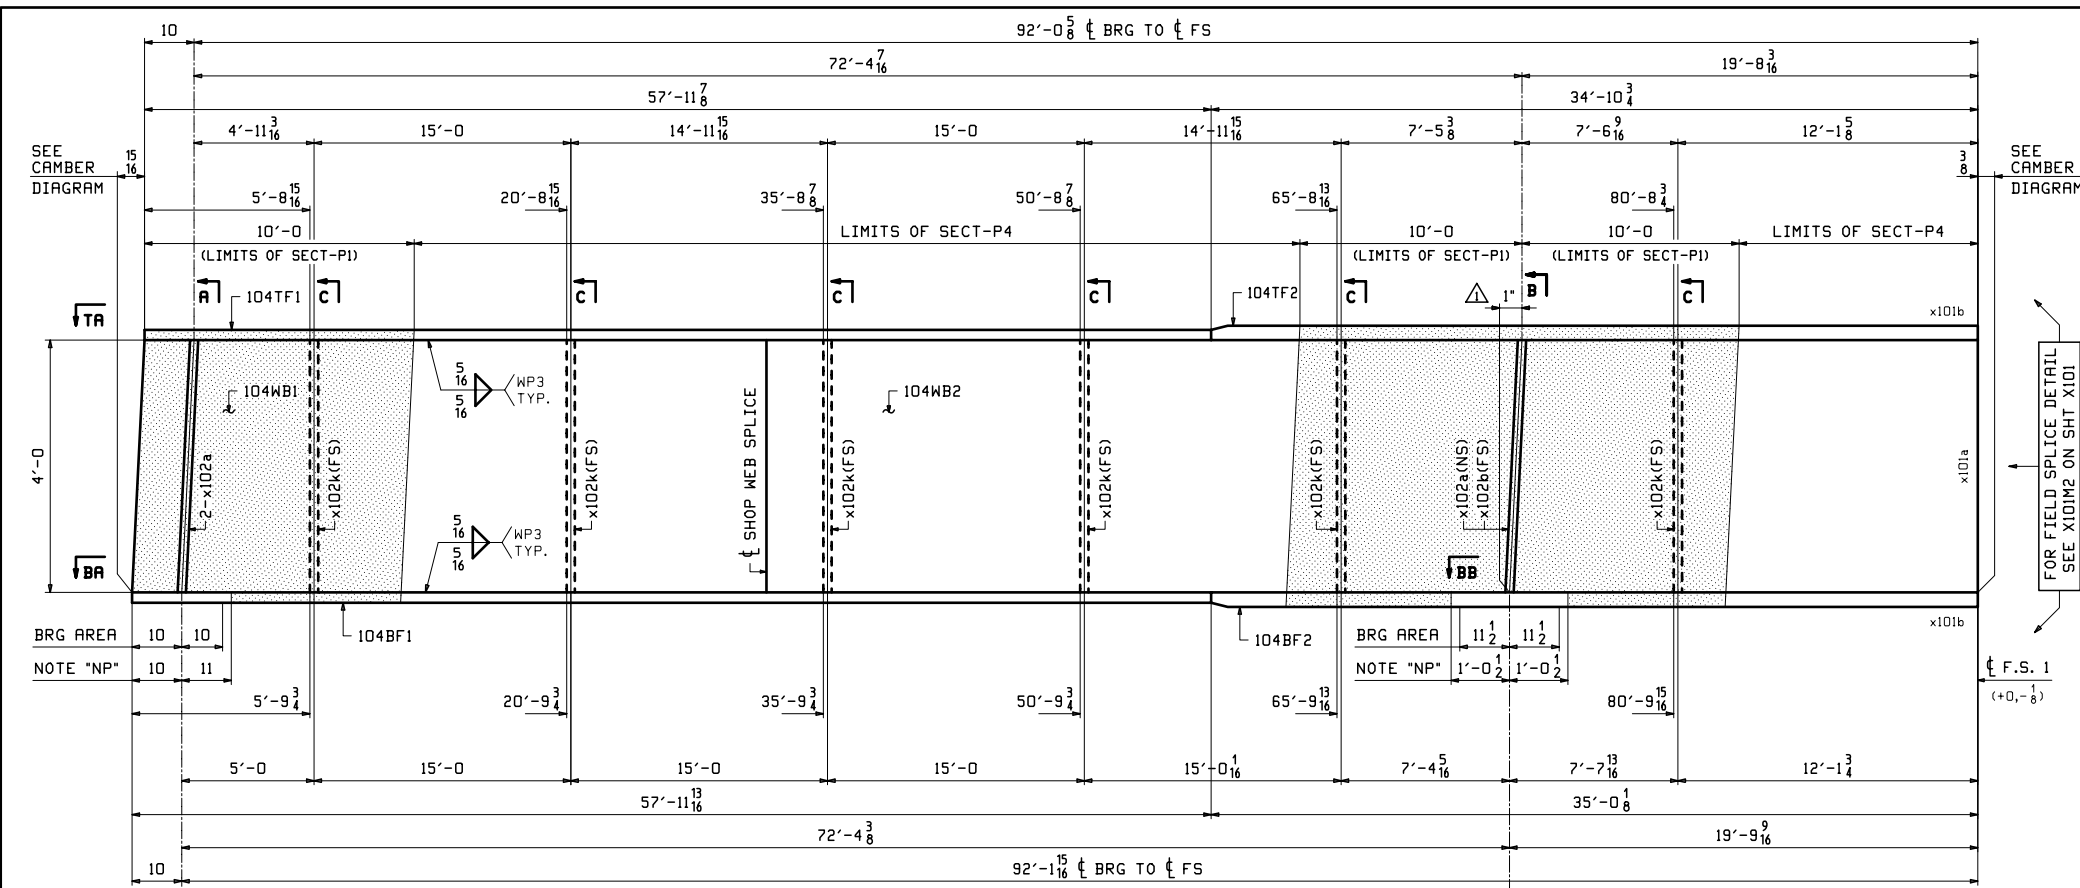 10
92'-0 5/8 ℄ BRG TO ℄ FS
72'-4 7/16
19'-8 3/16
57'-11 7/8
34'-10 3/4
4'-11 3/16
15'-0
14'-11 15/16
15'-0
14'-11 15/16
7'-5 3/8
7'-6 9/16
12'-1 5/8
SEE
CAMBER
DIAGRAM
15/16
3/8
SEE
CAMBER
DIAGRAM
5'-8 15/16
20'-8 15/16
35'-8 7/8
50'-8 7/8
65'-8 13/16
80'-8 3/4
10'-0
LIMITS OF SECT-P4
10'-0
10'-0
LIMITS OF SECT-P4
(LIMITS OF SECT-P1)
(LIMITS OF SECT-P1)
(LIMITS OF SECT-P1)
A
C
C
C
C
C
B
C
104TF1
104TF2
1
1"
TA
x101b
5/16
5/16
WP3
TYP.
104WB1
104WB2
4'-0
2-x102a
x102k(FS)
x102k(FS)
℄ SHOP WEB SPLICE
x102k(FS)
x102k(FS)
x102k(FS)
x102a(NS)
x102b(FS)
x102k(FS)
x101a
FOR FIELD SPLICE DETAIL
SEE X101M2 ON SHT X101
5/16
5/16
WP3
TYP.
BA
BB
x101b
BRG AREA
10
10
104BF1
104BF2
BRG AREA
11 1/2
11 1/2
NOTE "NP"
10
11
NOTE "NP"
1'-0 1/2
1'-0 1/2
℄ F.S. 1
(+0,-1/8)
5'-9 3/4
20'-9 3/4
35'-9 3/4
50'-9 3/4
65'-9 13/16
80'-9 15/16
5'-0
15'-0
15'-0
15'-0
15'-0 1/16
7'-4 5/16
7'-7 13/16
12'-1 3/4
57'-11 13/16
35'-0 1/8
72'-4 3/8
19'-9 9/16
10
92'-1 15/16 ℄ BRG TO ℄ FS